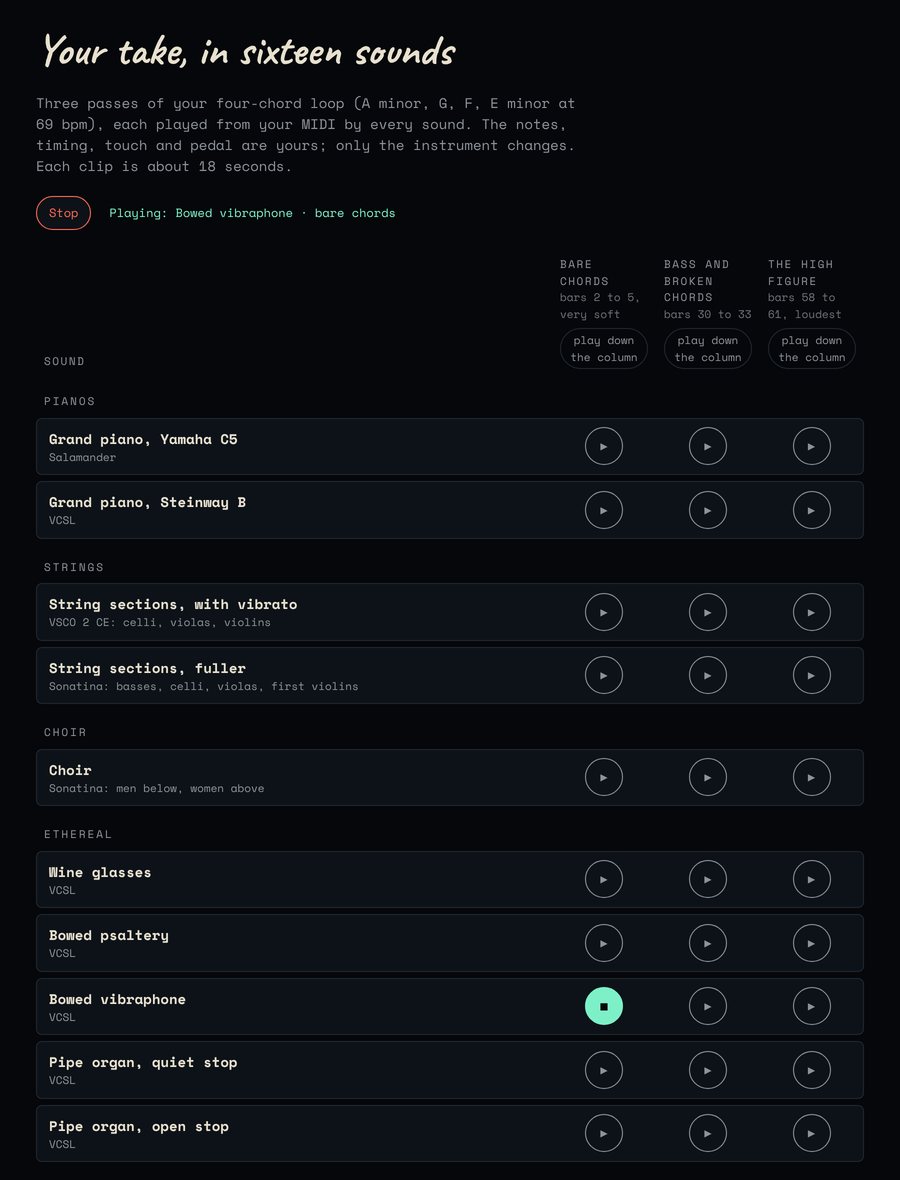 Your take, in sixteen sounds
Three passes of your four-chord loop (A minor, G, F, E minor at
69 bpm), each played from your MIDI by every sound. The notes,
timing, touch and pedal are yours; only the instrument changes.
Each clip is about 18 seconds.
Stop
Playing: Bowed vibraphone · bare chords
SOUND
BARE
CHORDS
bars 2 to 5,
very soft
play down
the column
BASS AND
BROKEN
CHORDS
bars 30 to 33
play down
the column
THE HIGH
FIGURE
bars 58 to
61, loudest
play down
the column
PIANOS
Grand piano, Yamaha C5
Salamander
Grand piano, Steinway B
VCSL
STRINGS
String sections, with vibrato
VSCO 2 CE: celli, violas, violins
String sections, fuller
Sonatina: basses, celli, violas, first violins
CHOIR
Choir
Sonatina: men below, women above
ETHEREAL
Wine glasses
VCSL
Bowed psaltery
VCSL
Bowed vibraphone
VCSL
Pipe organ, quiet stop
VCSL
Pipe organ, open stop
VCSL